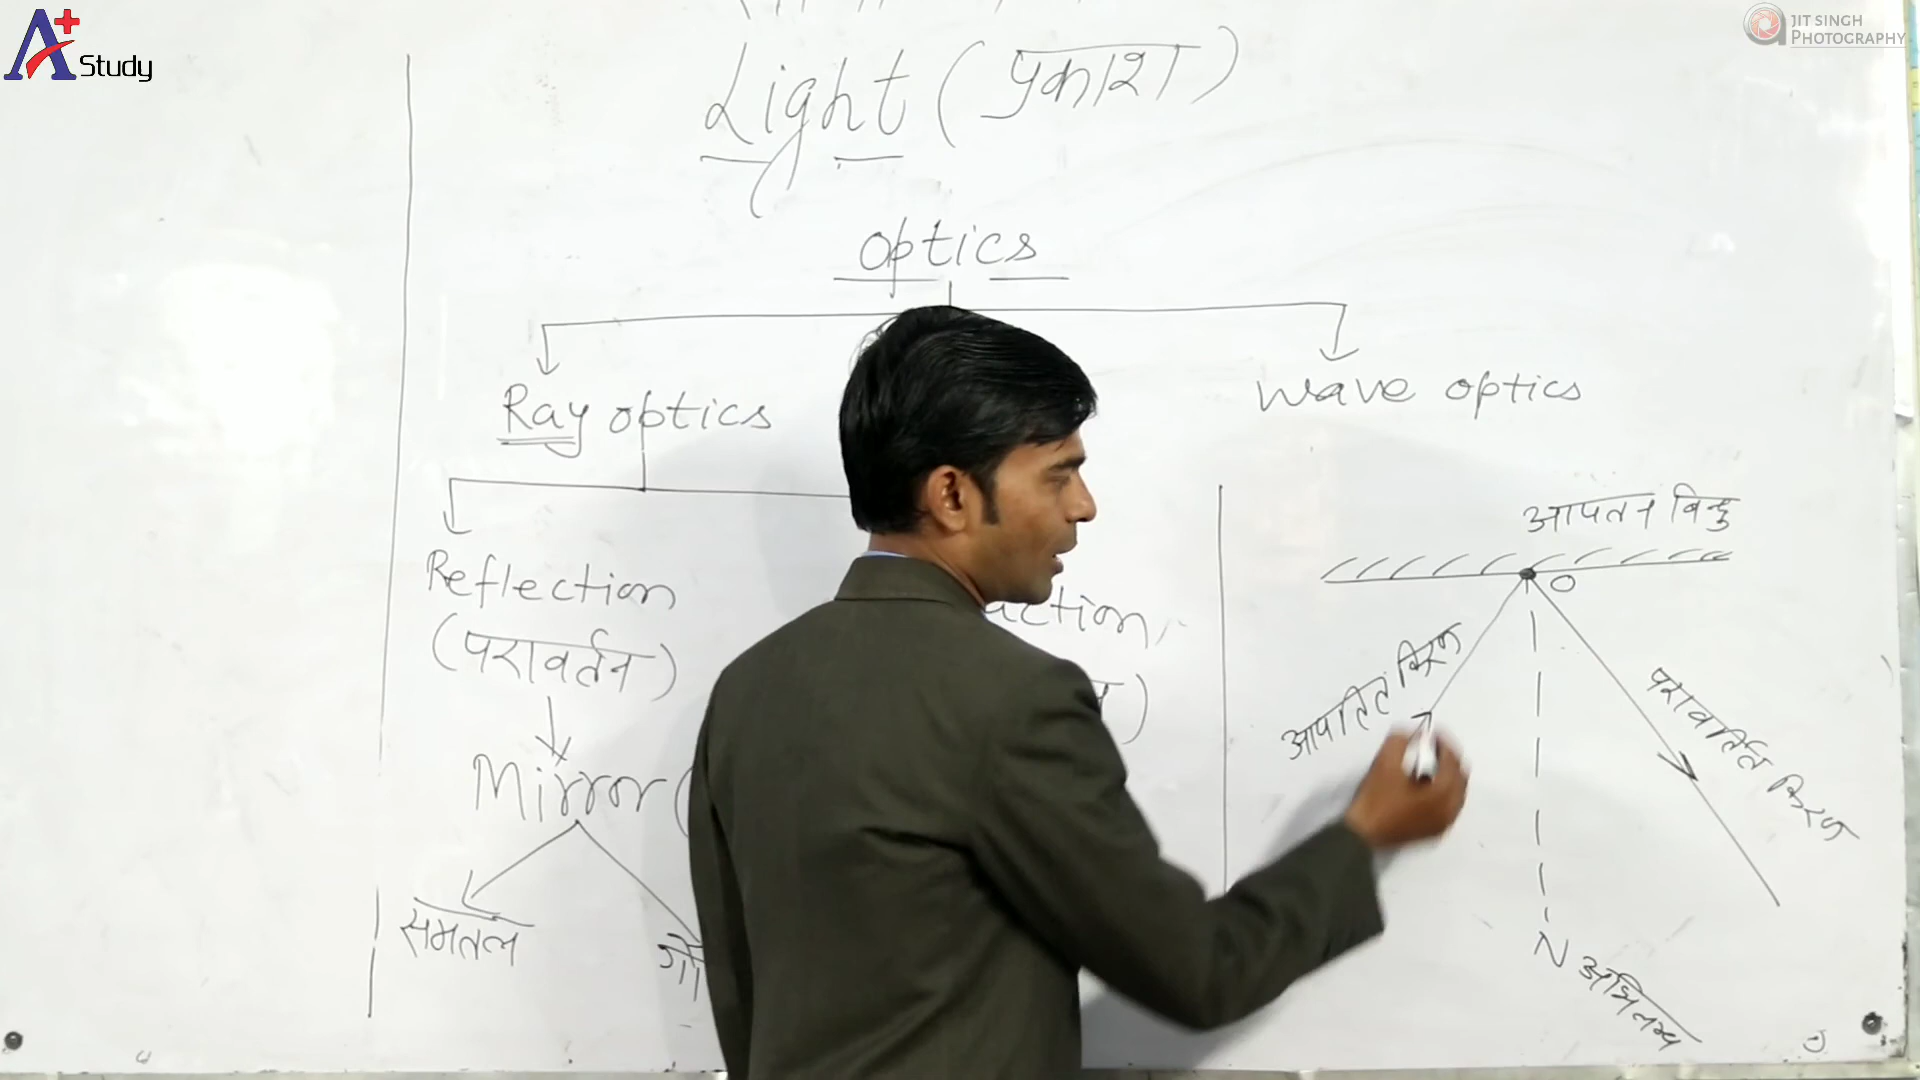 A+ Study
JIT SINGH
PHOTOGRAPHY
Light (प्रकाश)
optics
Ray optics
Wave optics
Reflection
(परावर्तन)
action
Mirror (
समतल
गो
आपतन बिन्दु
O
आपतित किरण
परावर्तित किरण
N अभिलम्ब